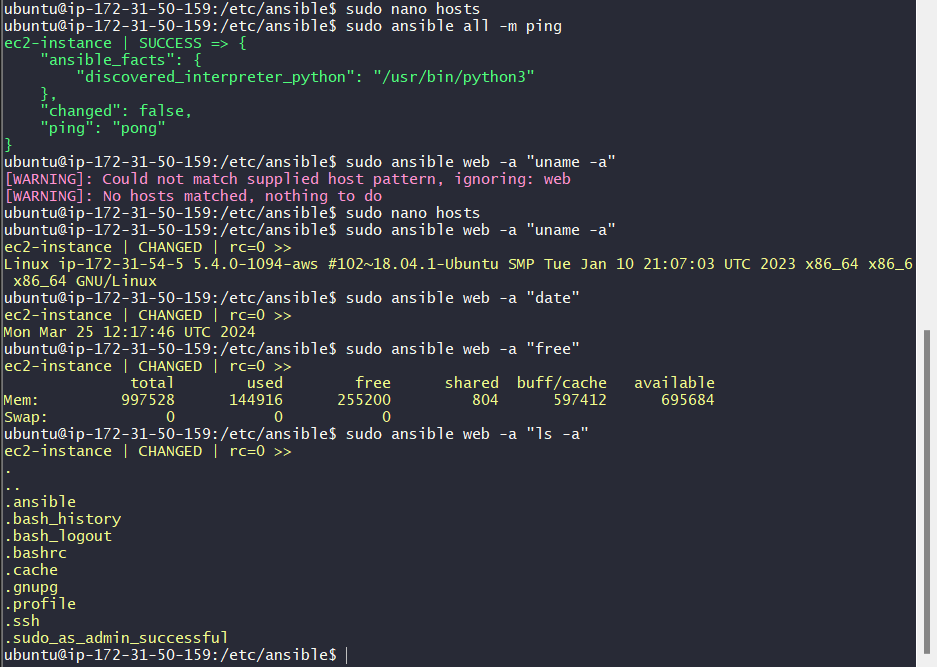 ubuntu@ip-172-31-50-159:/etc/ansible$ sudo nano hosts
ubuntu@ip-172-31-50-159:/etc/ansible$ sudo ansible all -m ping
ec2-instance | SUCCESS => {
    "ansible_facts": {
        "discovered_interpreter_python": "/usr/bin/python3"
    },
    "changed": false,
    "ping": "pong"
}
ubuntu@ip-172-31-50-159:/etc/ansible$ sudo ansible web -a "uname -a"
[WARNING]: Could not match supplied host pattern, ignoring: web
[WARNING]: No hosts matched, nothing to do
ubuntu@ip-172-31-50-159:/etc/ansible$ sudo nano hosts
ubuntu@ip-172-31-50-159:/etc/ansible$ sudo ansible web -a "uname -a"
ec2-instance | CHANGED | rc=0 >>
Linux ip-172-31-54-5 5.4.0-1094-aws #102~18.04.1-Ubuntu SMP Tue Jan 10 21:07:03 UTC 2023 x86_64 x86_6
 x86_64 GNU/Linux
ubuntu@ip-172-31-50-159:/etc/ansible$ sudo ansible web -a "date"
ec2-instance | CHANGED | rc=0 >>
Mon Mar 25 12:17:46 UTC 2024
ubuntu@ip-172-31-50-159:/etc/ansible$ sudo ansible web -a "free"
ec2-instance | CHANGED | rc=0 >>
              total        used        free      shared  buff/cache   available
Mem:         997528      144916      255200         804      597412      695684
Swap:             0           0           0
ubuntu@ip-172-31-50-159:/etc/ansible$ sudo ansible web -a "ls -a"
ec2-instance | CHANGED | rc=0 >>
.
..
.ansible
.bash_history
.bash_logout
.bashrc
.cache
.gnupg
.profile
.ssh
.sudo_as_admin_successful
ubuntu@ip-172-31-50-159:/etc/ansible$